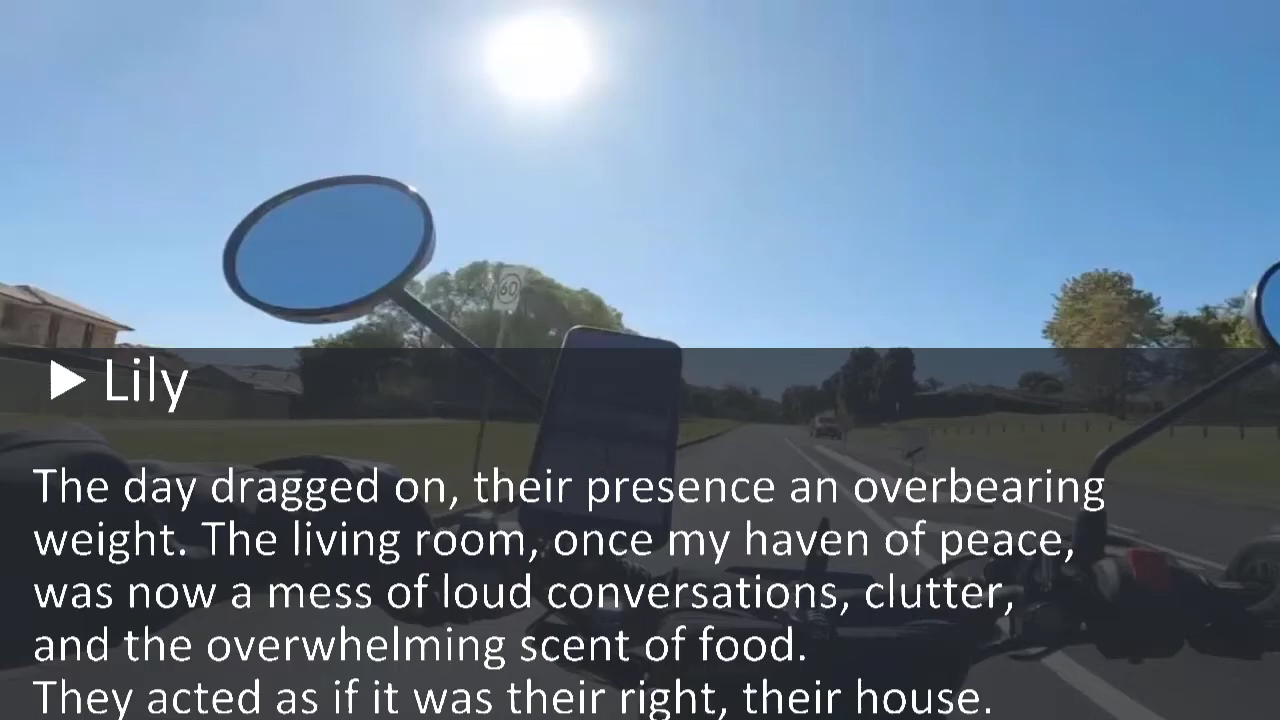 60
▶ Lily
The day dragged on, their presence an overbearing
weight. The living room, once my haven of peace,
was now a mess of loud conversations, clutter,
and the overwhelming scent of food.
They acted as if it was their right, their house.